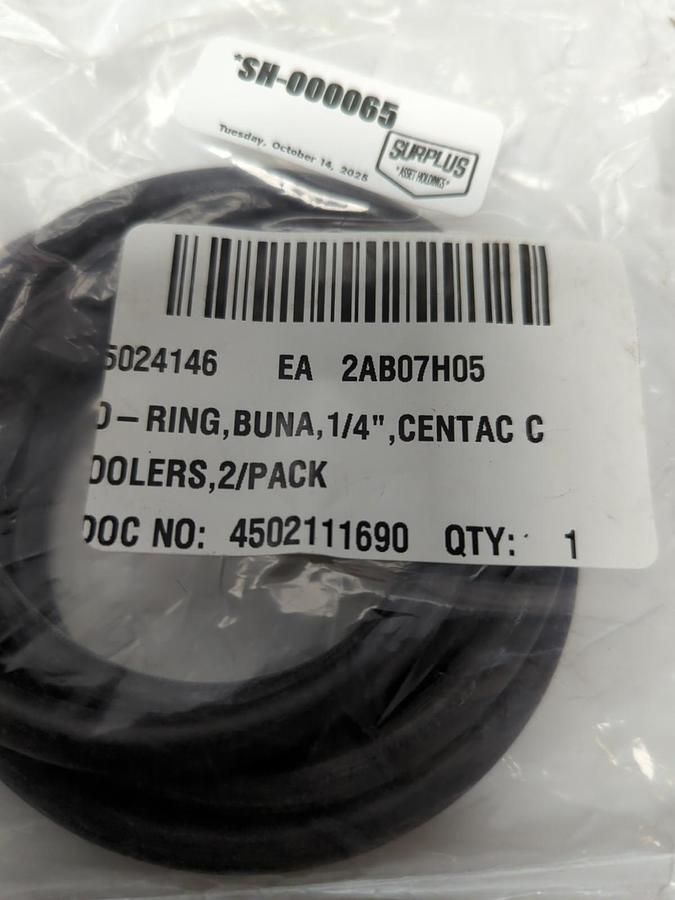 *SH-000065
Tuesday, October 14, 2025
SURPLUS
*ASSET HOLDINGS*
5024146 EA 2AB07H05
O-RING,BUNA,1/4",CENTAC C
OOLERS,2/PACK
DOC NO: 4502111690 QTY: 1